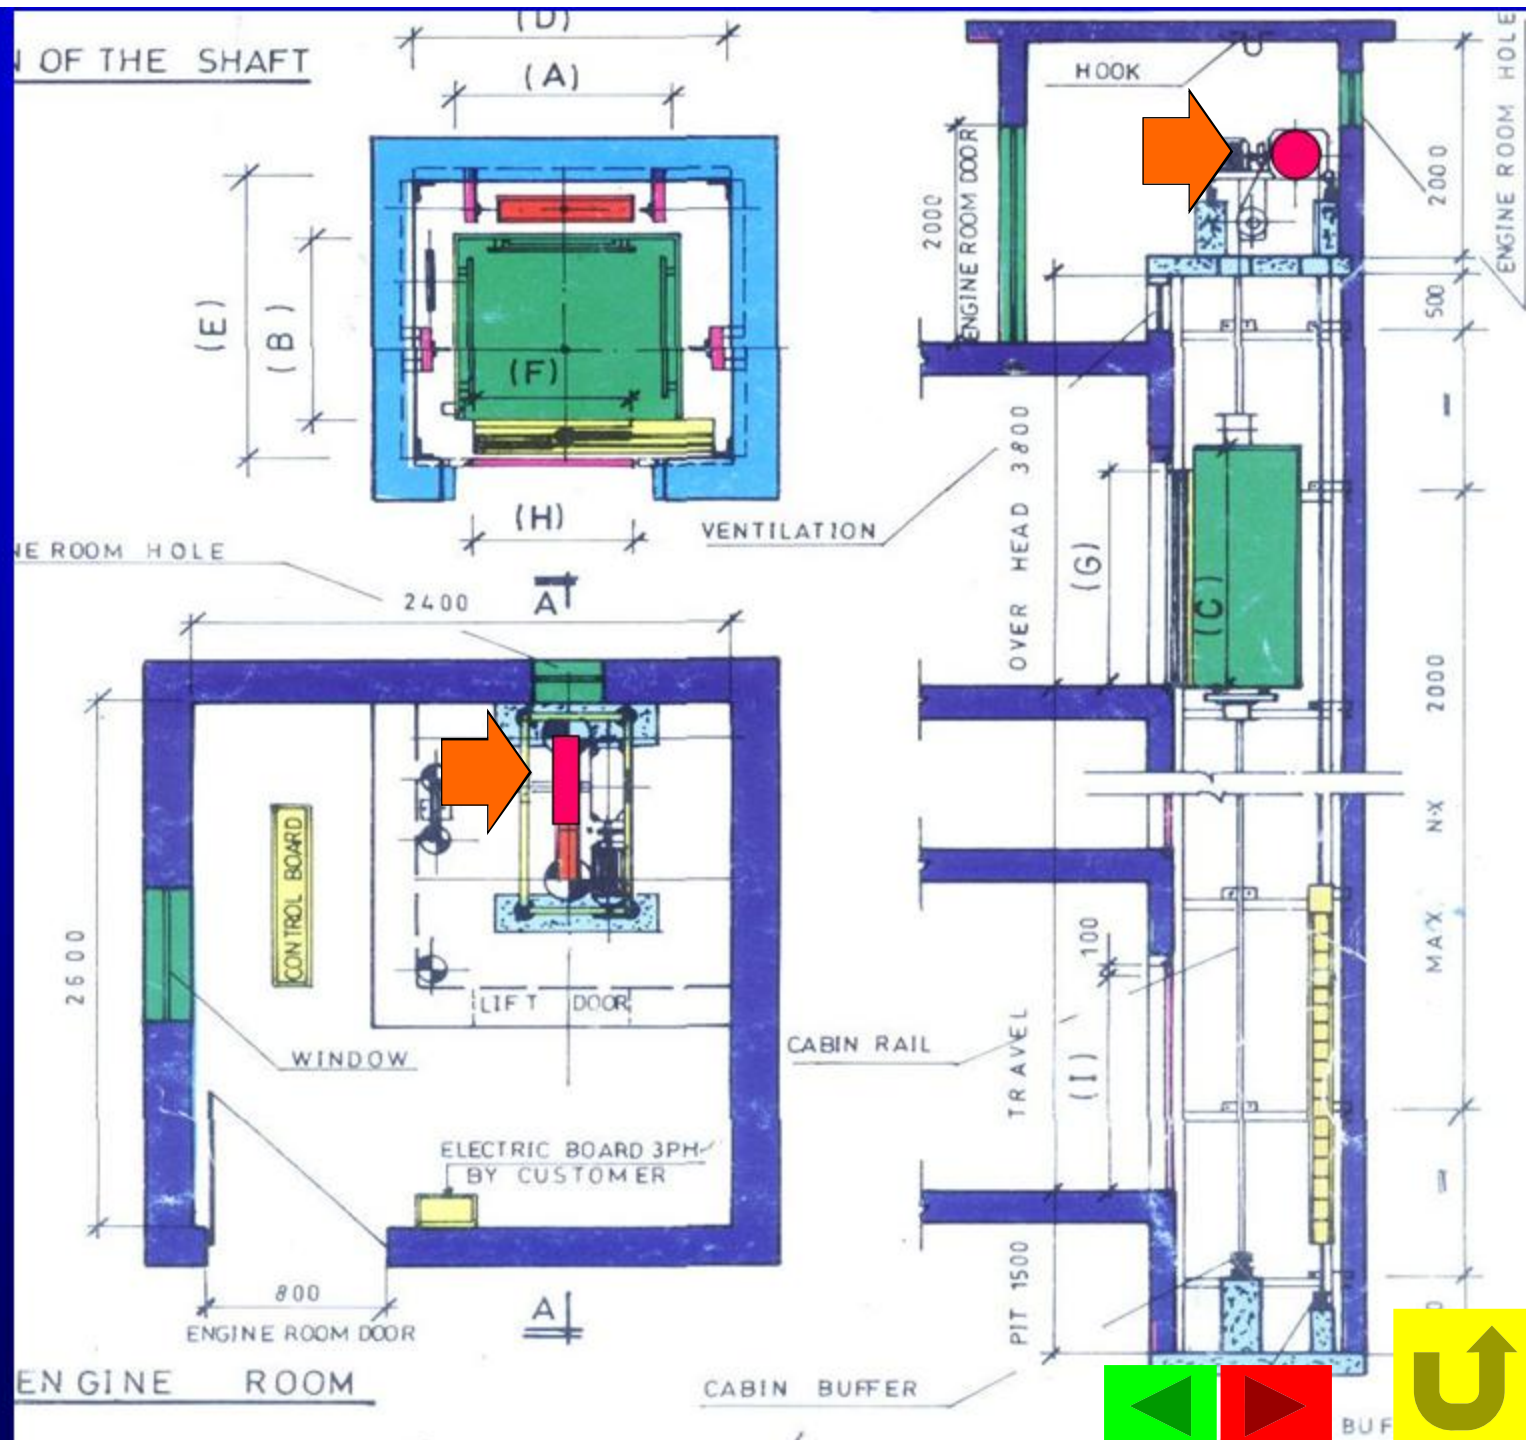 N OF THE SHAFT
(D)
(A)
(E)
(B)
(F)
(H)
HOOK
ENGINE ROOM HOLE
2000
ENGINE ROOM DOOR
2000
500
VENTILATION
OVER HEAD 3800
(G)
(C)
NE ROOM HOLE
2400
A
2600
CONTROL BOARD
LIFT DOOR
WINDOW
ELECTRIC BOARD 3PH
BY CUSTOMER
800
ENGINE ROOM DOOR
A
ENGINE ROOM
2000
MAX. N.X
100
CABIN RAIL
TRAVEL
(I)
PIT 1500
CABIN BUFFER
0
BUF